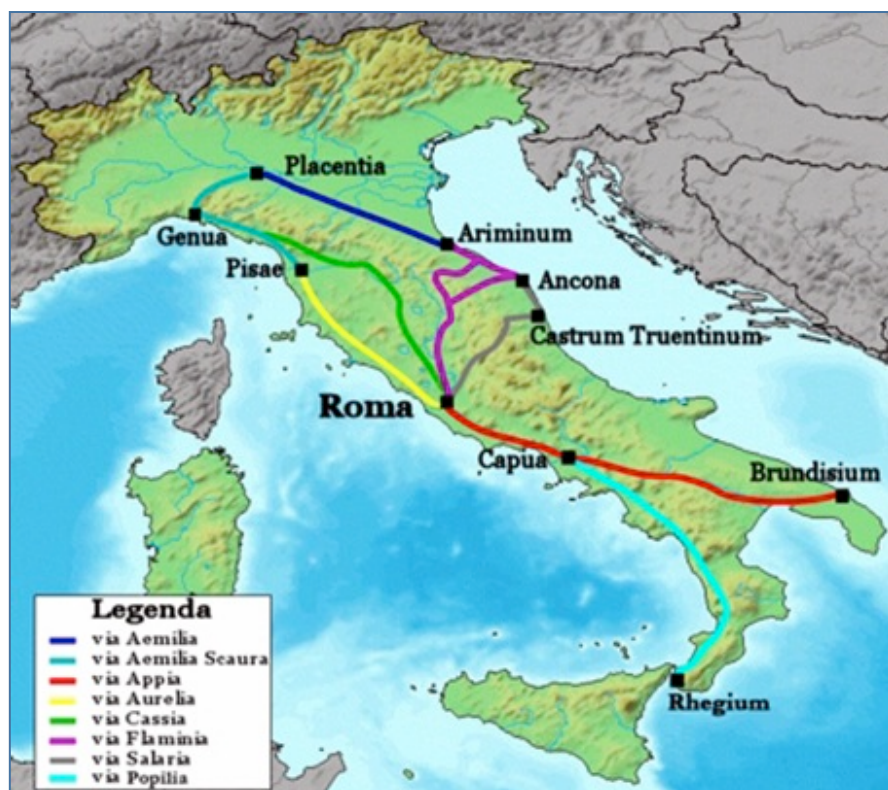 Placentia
Genua
Ariminum
Pisae
Ancona
Castrum Truentinum
Roma
Capua
Brundisium
Rhegium
Legenda
via Aemilia
via Aemilia Scaura
via Appia
via Aurelia
via Cassia
via Flaminia
via Salaria
via Popilia